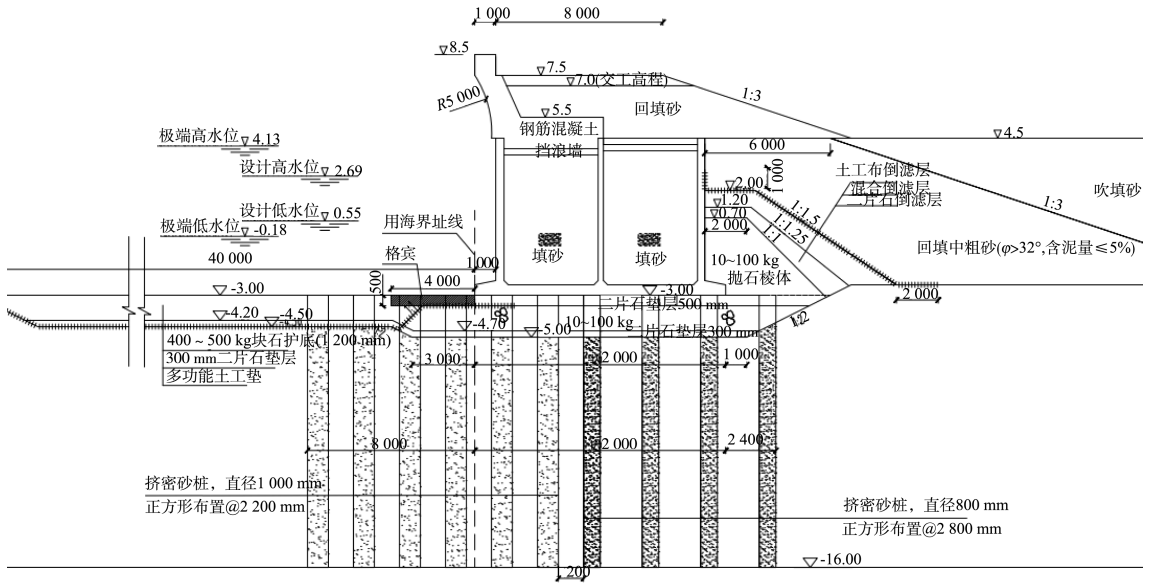 1 000
8 000
8.5
7.5
7.0(交工高程)
R5 000
1:3
5.5
回填砂
钢筋混凝土
挡浪墙
极端高水位 4.13
4.5
6 000
设计高水位 2.69
土工布倒滤层
混合倒滤层
二片石倒滤层
1 000
2.00
吹填砂
1:3
设计低水位 0.55
1.20
1:1.5
极端低水位 -0.18
用海界址线
0.70
1:1.25
2 000
1:1
回填中粗砂(φ>32°,含泥量≤5%)
格宾
填砂
填砂
40 000
1 000
10~100 kg
抛石棱体
4 000
500
-3.00
-3.00
2 000
二片石垫层500 mm
-4.20
-4.50
-4.70
10~100 kg
1:2
-5.00
二片石垫层300 mm
400 ~ 500 kg块石护底(1 200 mm)
300 mm二片石垫层
3 000
1 000
多功能土工垫
8 000
2 400
挤密砂桩，直径1 000 mm
正方形布置@2 200 mm
挤密砂桩，直径800 mm
正方形布置@2 800 mm
-16.00
200